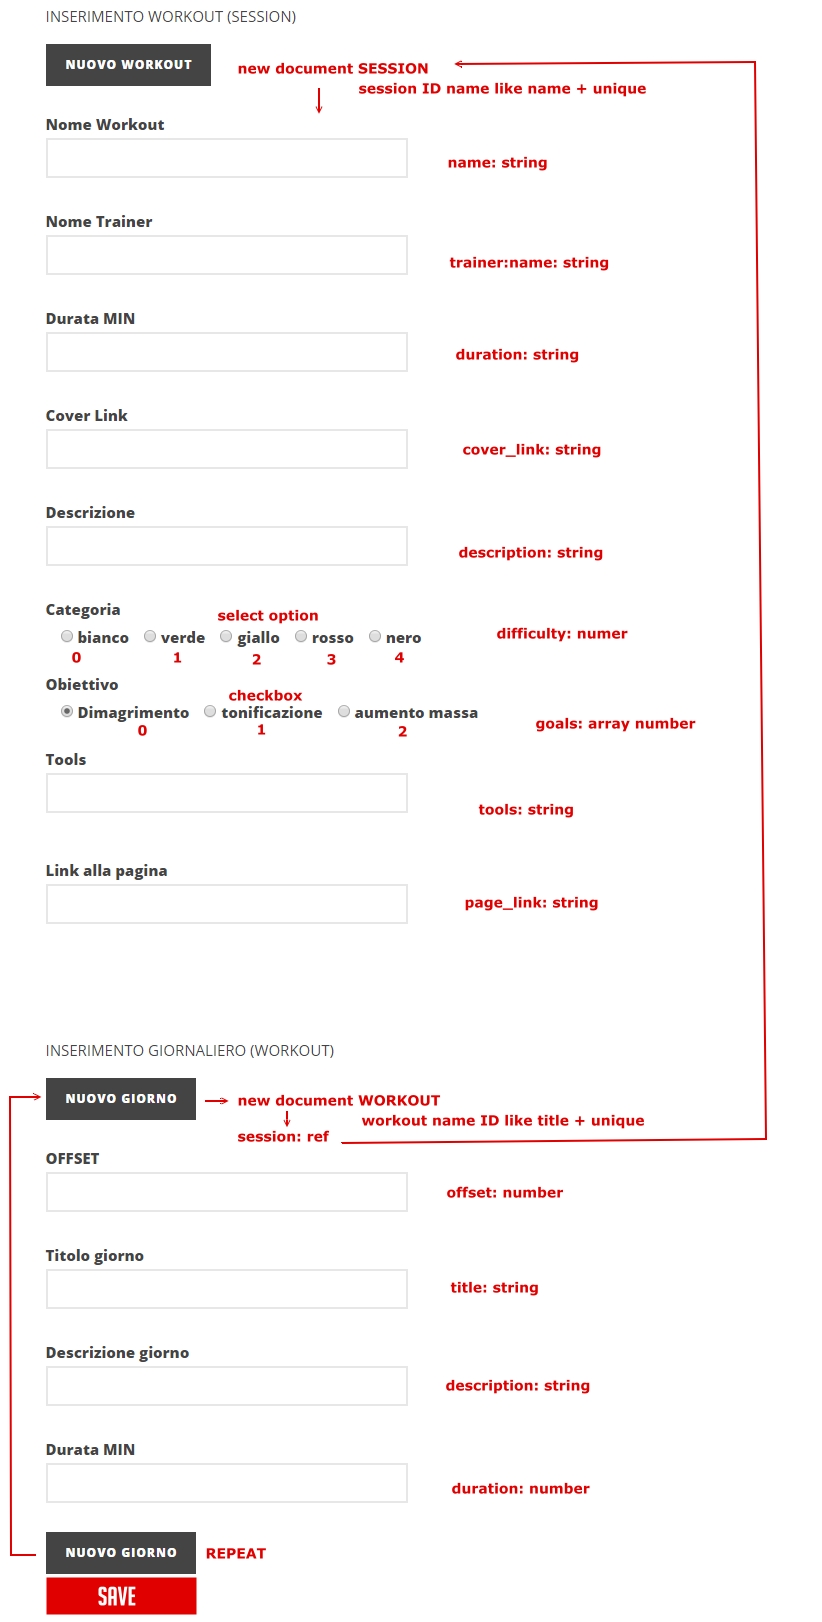 INSERIMENTO WORKOUT (SESSION)
NUOVO WORKOUT
new document SESSION
session ID name like name + unique
Nome Workout
name: string
Nome Trainer
trainer:name: string
Durata MIN
duration: string
Cover Link
cover_link: string
Descrizione
description: string
Categoria
select option
bianco verde giallo rosso nero
difficulty: numer
0 1 2 3 4
Obiettivo
checkbox
Dimagrimento tonificazione aumento massa
goals: array number
0 1 2
Tools
tools: string
Link alla pagina
page_link: string
INSERIMENTO GIORNALIERO (WORKOUT)
NUOVO GIORNO
new document WORKOUT
workout name ID like title + unique
session: ref
OFFSET
offset: number
Titolo giorno
title: string
Descrizione giorno
description: string
Durata MIN
duration: number
NUOVO GIORNO
REPEAT
SAVE